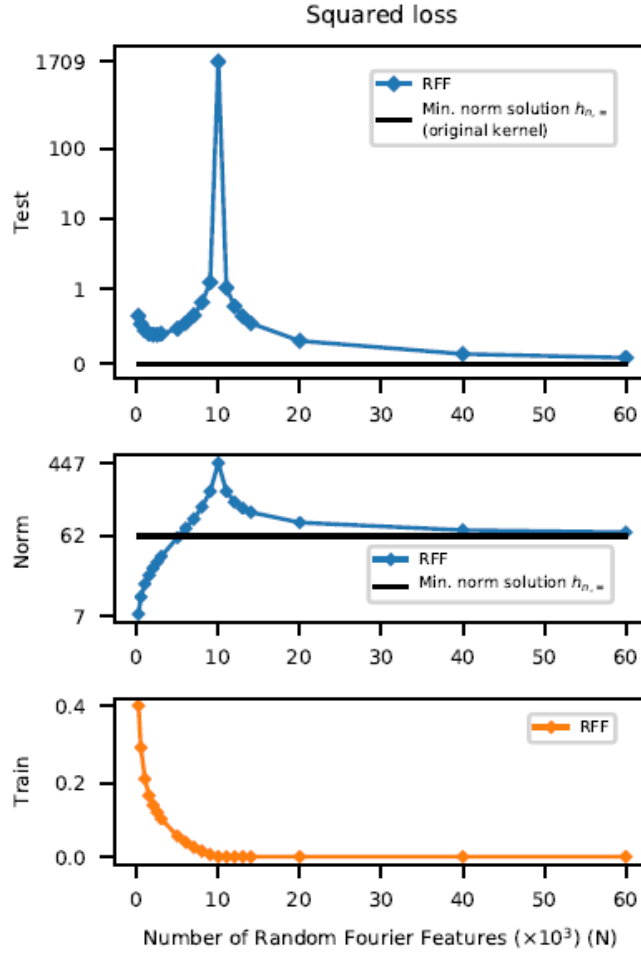 Squared loss
1709
100
10
1
0
Test
RFF
Min. norm solution hₙ,∞
(original kernel)
0 10 20 30 40 50 60
447
62
7
Norm
RFF
Min. norm solution hₙ,∞
0 10 20 30 40 50 60
0.4
0.2
0.0
Train
RFF
0 10 20 30 40 50 60
Number of Random Fourier Features (×10³) (N)